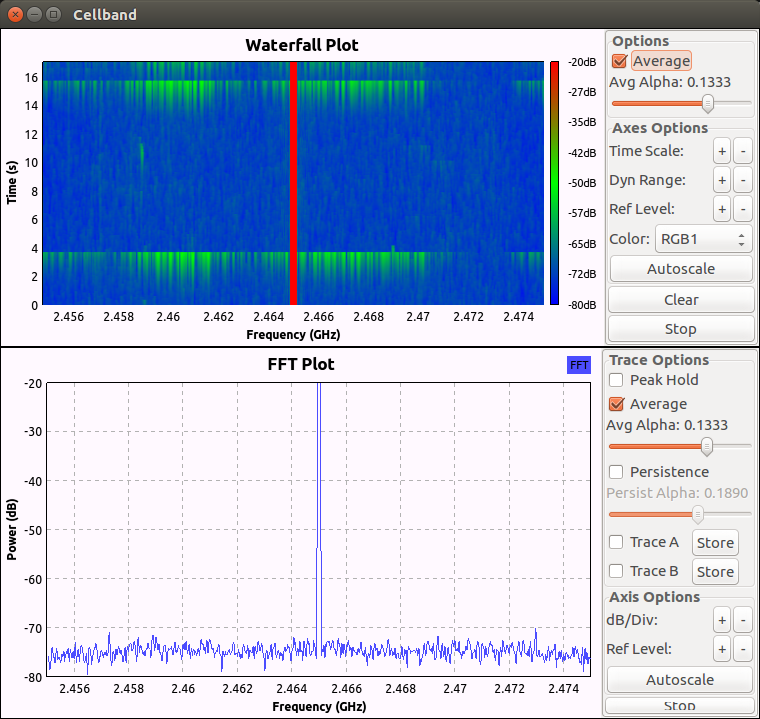 Cellband
Waterfall Plot
Time (s)
16
14
12
10
8
6
4
2
0
2.456 2.458 2.46 2.462 2.464 2.466 2.468 2.47 2.472 2.474
Frequency (GHz)
-20dB
-27dB
-35dB
-42dB
-50dB
-57dB
-65dB
-72dB
-80dB
Options
Average
Avg Alpha: 0.1333
Axes Options
Time Scale: + -
Dyn Range: + -
Ref Level: + -
Color: RGB1
Autoscale
Clear
Stop
FFT Plot
FFT
Power (dB)
-20
-30
-40
-50
-60
-70
-80
2.456 2.458 2.46 2.462 2.464 2.466 2.468 2.47 2.472 2.474
Frequency (GHz)
Trace Options
Peak Hold
Average
Avg Alpha: 0.1333
Persistence
Persist Alpha: 0.1890
Trace A Store
Trace B Store
Axis Options
dB/Div: + -
Ref Level: + -
Autoscale
Stop